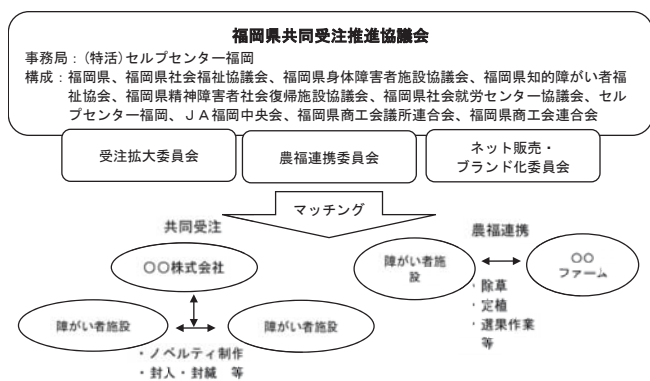 福岡県共同受注推進協議会
事務局：(特活)セルプセンター福岡
構成：福岡県、福岡県社会福祉協議会、福岡県身体障害者施設協議会、福岡県知的障がい者福
祉協会、福岡県精神障害者社会復帰施設協議会、福岡県社会就労センター協議会、セル
プセンター福岡、ＪＡ福岡中央会、福岡県商工会議所連合会、福岡県商工会連合会
受注拡大委員会
農福連携委員会
ネット販売・
ブランド化委員会
マッチング
共同受注
○○株式会社
障がい者施設
障がい者施設
・ノベルティ制作
・封入・封緘　等
農福連携
障がい者施
設
○○
ファーム
・除草
・定植
・選果作業
等